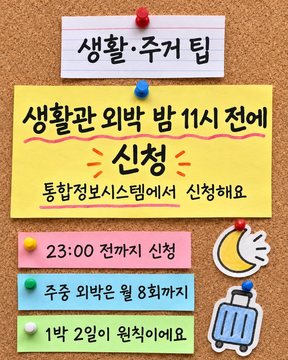 생활·주거 팁
생활관 외박 밤 11시 전에
신청
통합정보시스템에서 신청해요
23:00 전까지 신청
주중 외박은 월 8회까지
1박 2일이 원칙이에요